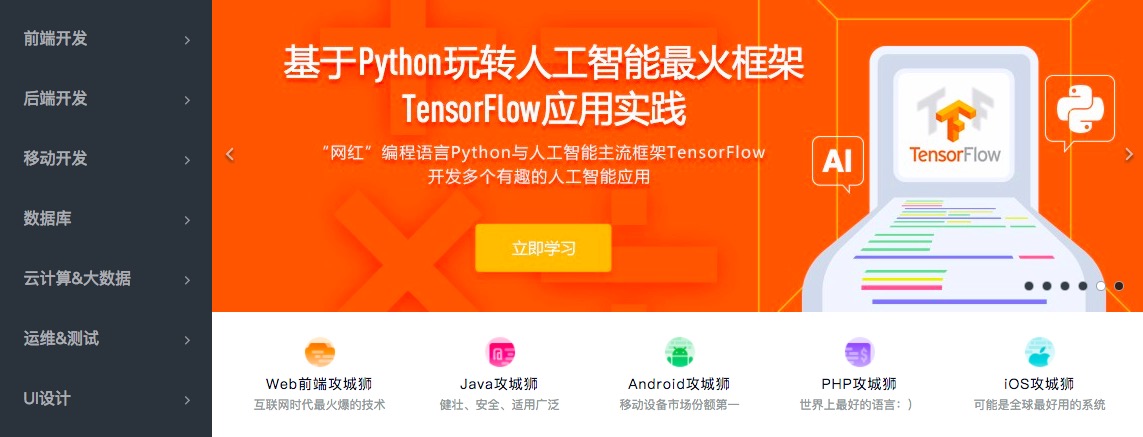 前端开发
后端开发
移动开发
数据库
云计算&大数据
运维&测试
UI设计
基于Python玩转人工智能最火框架
TensorFlow应用实践
“网红”编程语言Python与人工智能主流框架TensorFlow
开发多个有趣的人工智能应用
立即学习
AI
TensorFlow
Web前端攻城狮
互联网时代最火爆的技术
Java攻城狮
健壮、安全、适用广泛
Android攻城狮
移动设备市场份额第一
PHP攻城狮
世界上最好的语言：）
iOS攻城狮
可能是全球最好用的系统